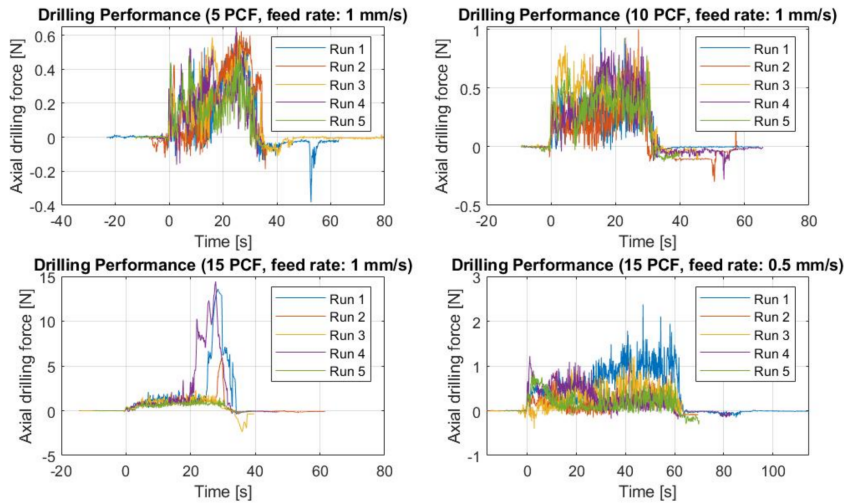 Drilling Performance (5 PCF, feed rate: 1 mm/s)
Axial drilling force [N]
0.6
0.4
0.2
0
-0.2
-0.4
-40 -20 0 20 40 60 80
Time [s]
Run 1
Run 2
Run 3
Run 4
Run 5
Drilling Performance (10 PCF, feed rate: 1 mm/s)
Axial drilling force [N]
1
0.5
0
-0.5
-20 0 20 40 60 80
Time [s]
Run 1
Run 2
Run 3
Run 4
Run 5
Drilling Performance (15 PCF, feed rate: 1 mm/s)
Axial drilling force [N]
15
10
5
0
-5
-20 0 20 40 60 80
Time [s]
Run 1
Run 2
Run 3
Run 4
Run 5
Drilling Performance (15 PCF, feed rate: 0.5 mm/s)
Axial drilling force [N]
3
2
1
0
-1
0 20 40 60 80 100
Time [s]
Run 1
Run 2
Run 3
Run 4
Run 5